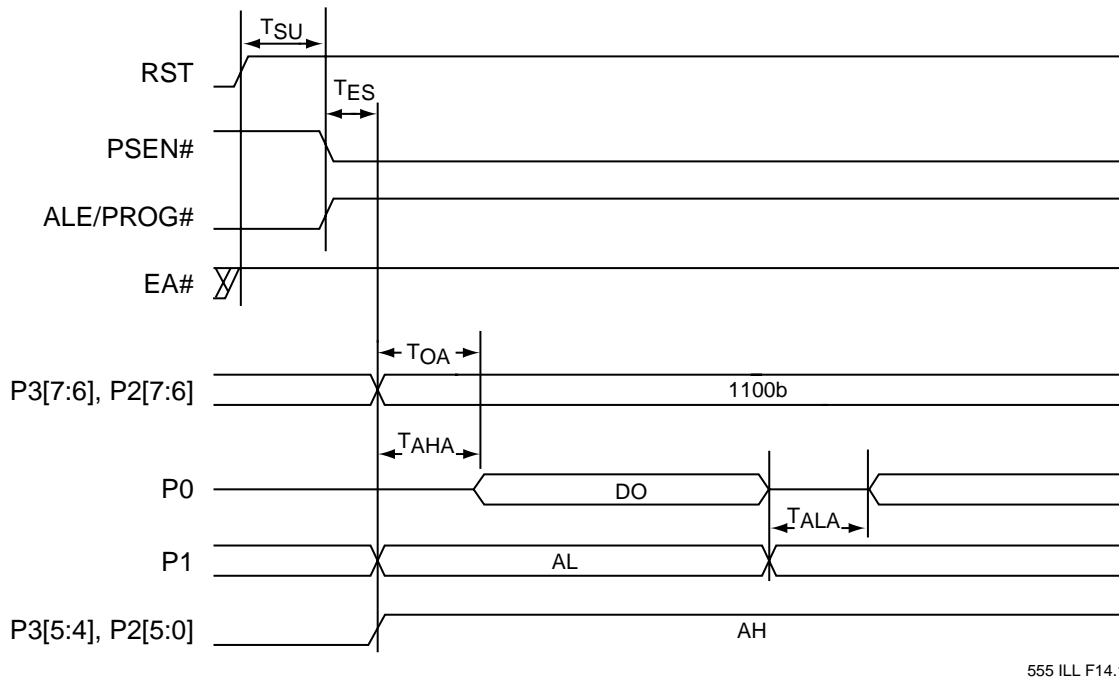 TSU
RST
TES
PSEN#
ALE/PROG#
EA#
TOA
P3[7:6], P2[7:6]
1100b
TAHA
P0
DO
TALA
P1
AL
P3[5:4], P2[5:0]
AH
555 ILL F14.